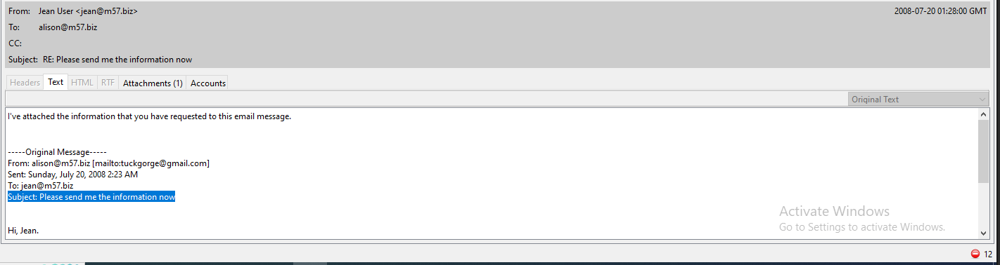 From: Jean User <jean@m57.biz> 2008-07-20 01:28:00 GMT
To: alison@m57.biz
CC:
Subject: RE: Please send me the information now
Headers Text HTML RTF Attachments (1) Accounts
Original Text
I've attached the information that you have requested to this email message.
-----Original Message-----
From: alison@m57.biz [mailto:tuckgorge@gmail.com]
Sent: Sunday, July 20, 2008 2:23 AM
To: jean@m57.biz
Subject: Please send me the information now
Hi, Jean.
Activate Windows
Go to Settings to activate Windows.
12